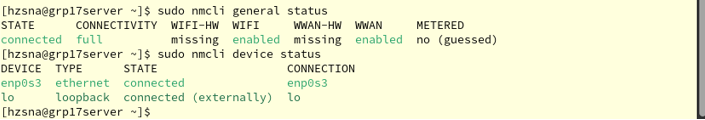 [hzsna@grp17server ~]$ sudo nmcli general status
STATE      CONNECTIVITY  WIFI-HW  WIFI     WWAN-HW  WWAN     METERED
connected  full          missing  enabled  missing  enabled  no (guessed)
[hzsna@grp17server ~]$ sudo nmcli device status
DEVICE  TYPE      STATE                   CONNECTION
enp0s3  ethernet  connected               enp0s3
lo      loopback  connected (externally)  lo
[hzsna@grp17server ~]$